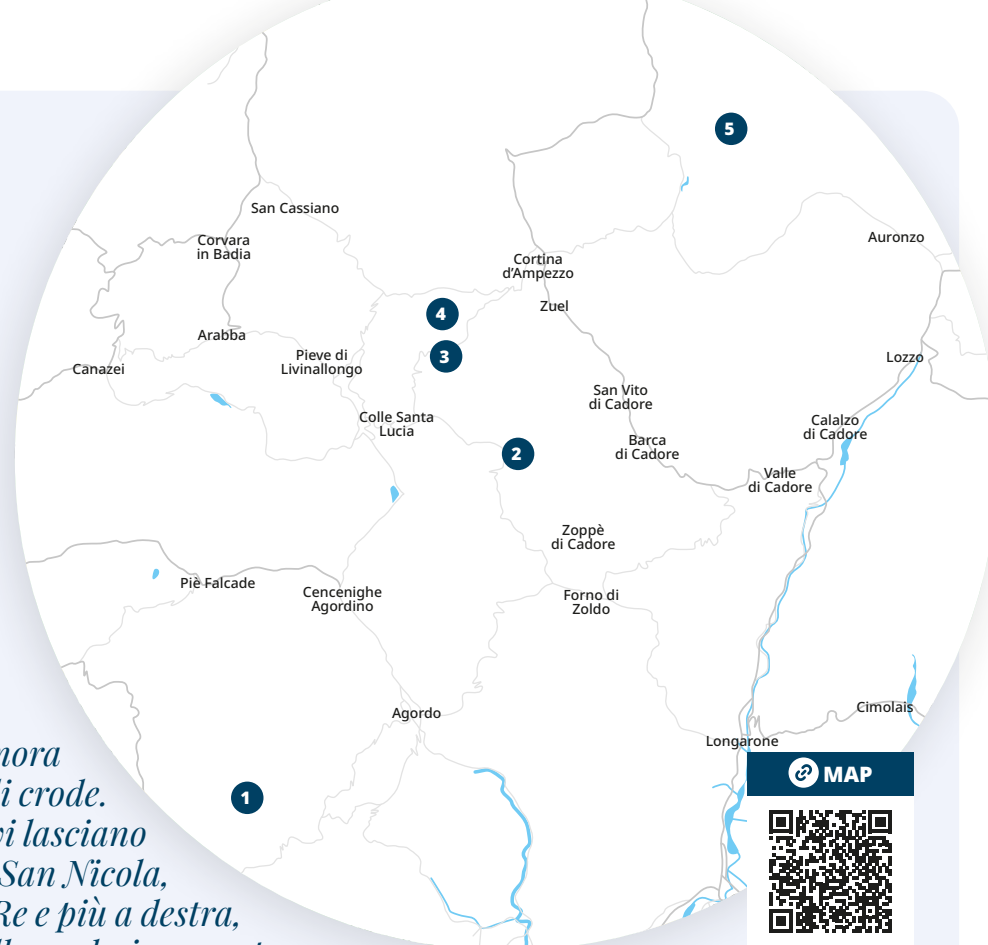 5
San Cassiano
Auronzo
Corvara
in Badia
Cortina
d'Ampezzo
4
Zuel
Arabba
3
Pieve di
Livinallongo
Lozzo
Canazei
San Vito
di Cadore
Colle Santa
Lucia
Calalzo
di Cadore
Barca
di Cadore
2
Valle
di Cadore
Zoppè
di Cadore
Piè Falcade
Cencenighe
Agordino
Forno di
Zoldo
Cimolais
Agordo
Longarone
MAP
1
nora
di crode.
vi lasciano
San Nicola,
Re e più a destra,